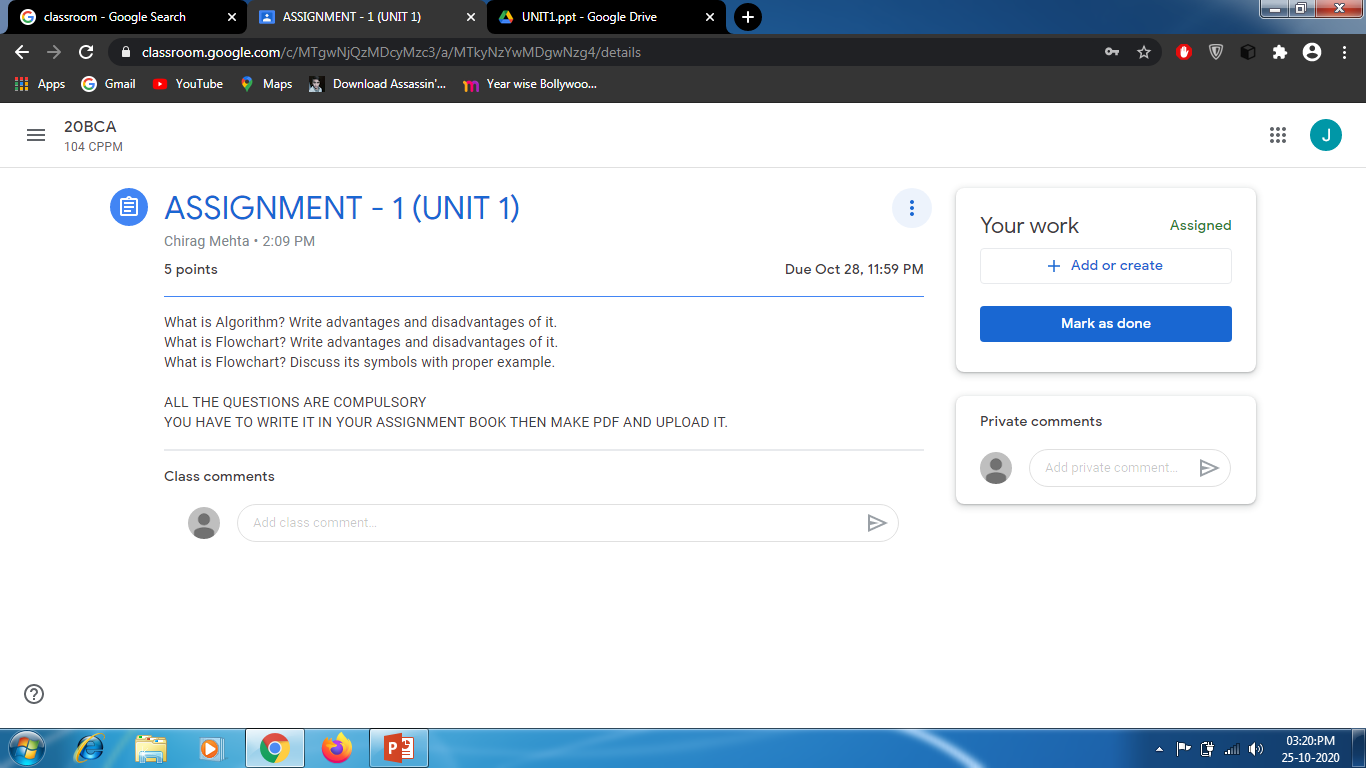 classroom - Google Search
ASSIGNMENT - 1 (UNIT 1)
UNIT1.ppt - Google Drive
classroom.google.com/c/MTgwNjQzMDcyMzc3/a/MTkyNzYwMDgwNzg4/details
Apps
Gmail
YouTube
Maps
Download Assassin'...
Year wise Bollywoo...
20BCA
104 CPPM
J
ASSIGNMENT - 1 (UNIT 1)
Chirag Mehta • 2:09 PM
5 points
Due Oct 28, 11:59 PM
What is Algorithm? Write advantages and disadvantages of it.
What is Flowchart? Write advantages and disadvantages of it.
What is Flowchart? Discuss its symbols with proper example.
ALL THE QUESTIONS ARE COMPULSORY
YOU HAVE TO WRITE IT IN YOUR ASSIGNMENT BOOK THEN MAKE PDF AND UPLOAD IT.
Class comments
Add class comment...
Your work
Assigned
+ Add or create
Mark as done
Private comments
Add private comment...
03:20:PM
25-10-2020